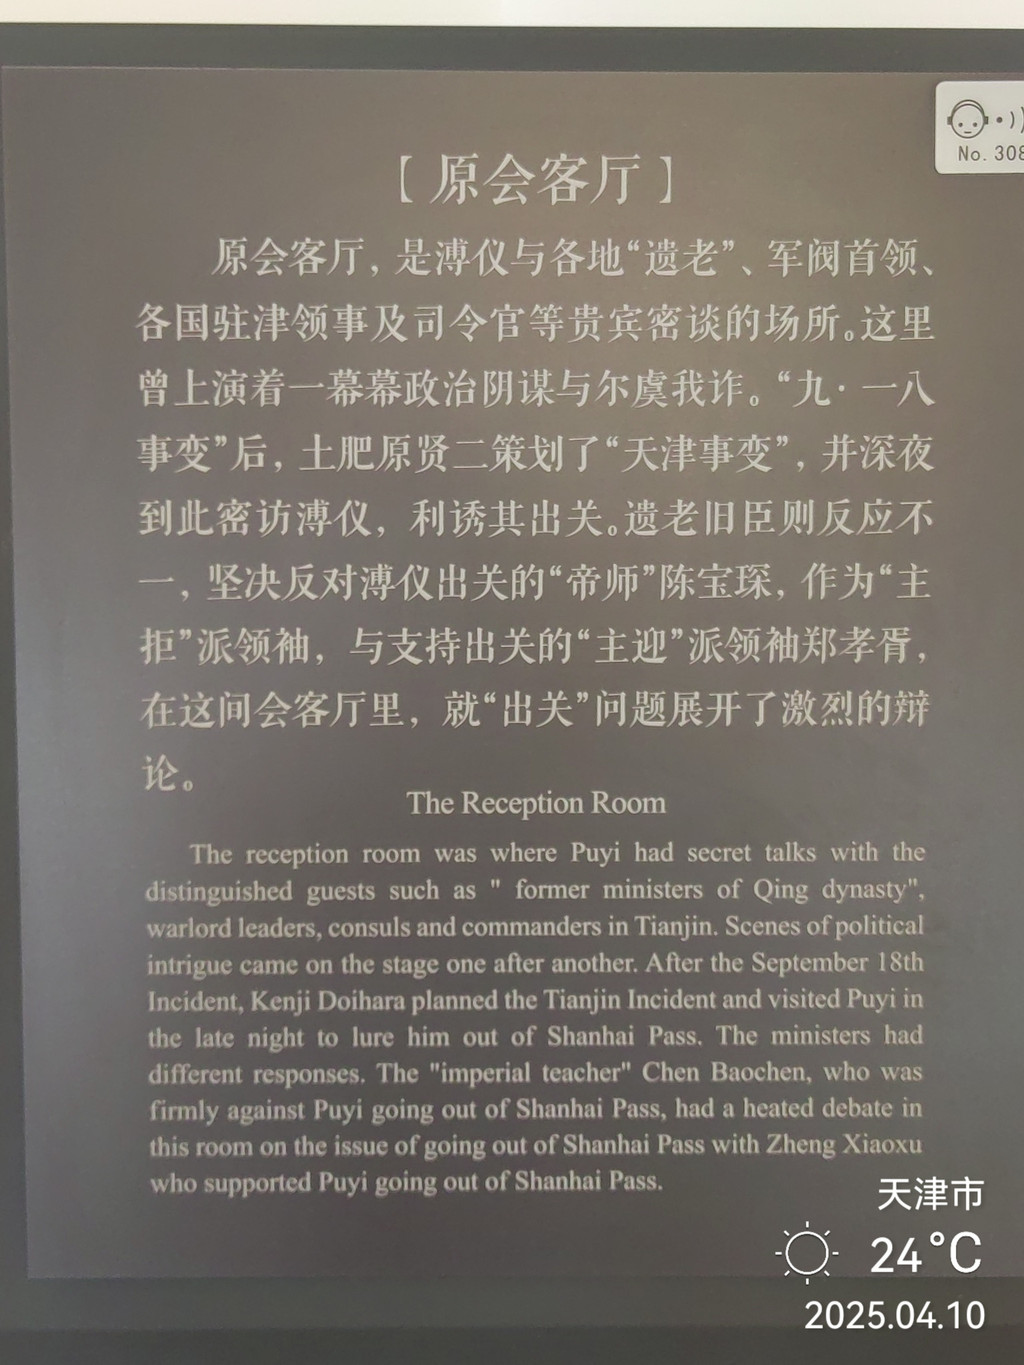 No. 308
【原会客厅】
原会客厅，是溥仪与各地“遗老”、军阀首领、
各国驻津领事及司令官等贵宾密谈的场所。这里
曾上演着一幕幕政治阴谋与尔虞我诈。“九·一八
事变”后，土肥原贤二策划了“天津事变”，并深夜
到此密访溥仪，利诱其出关。遗老旧臣则反应不
一，坚决反对溥仪出关的“帝师”陈宝琛，作为“主
拒”派领袖，与支持出关的“主迎”派领袖郑孝胥，
在这间会客厅里，就“出关”问题展开了激烈的辩
论。
The Reception Room
The reception room was where Puyi had secret talks with the
distinguished guests such as " former ministers of Qing dynasty",
warlord leaders, consuls and commanders in Tianjin. Scenes of political
intrigue came on the stage one after another. After the September 18th
Incident, Kenji Doihara planned the Tianjin Incident and visited Puyi in
the late night to lure him out of Shanhai Pass. The ministers had
different responses. The "imperial teacher" Chen Baochen, who was
firmly against Puyi going out of Shanhai Pass, had a heated debate in
this room on the issue of going out of Shanhai Pass with Zheng Xiaoxu
who supported Puyi going out of Shanhai Pass.
天津市
24°C
2025.04.10